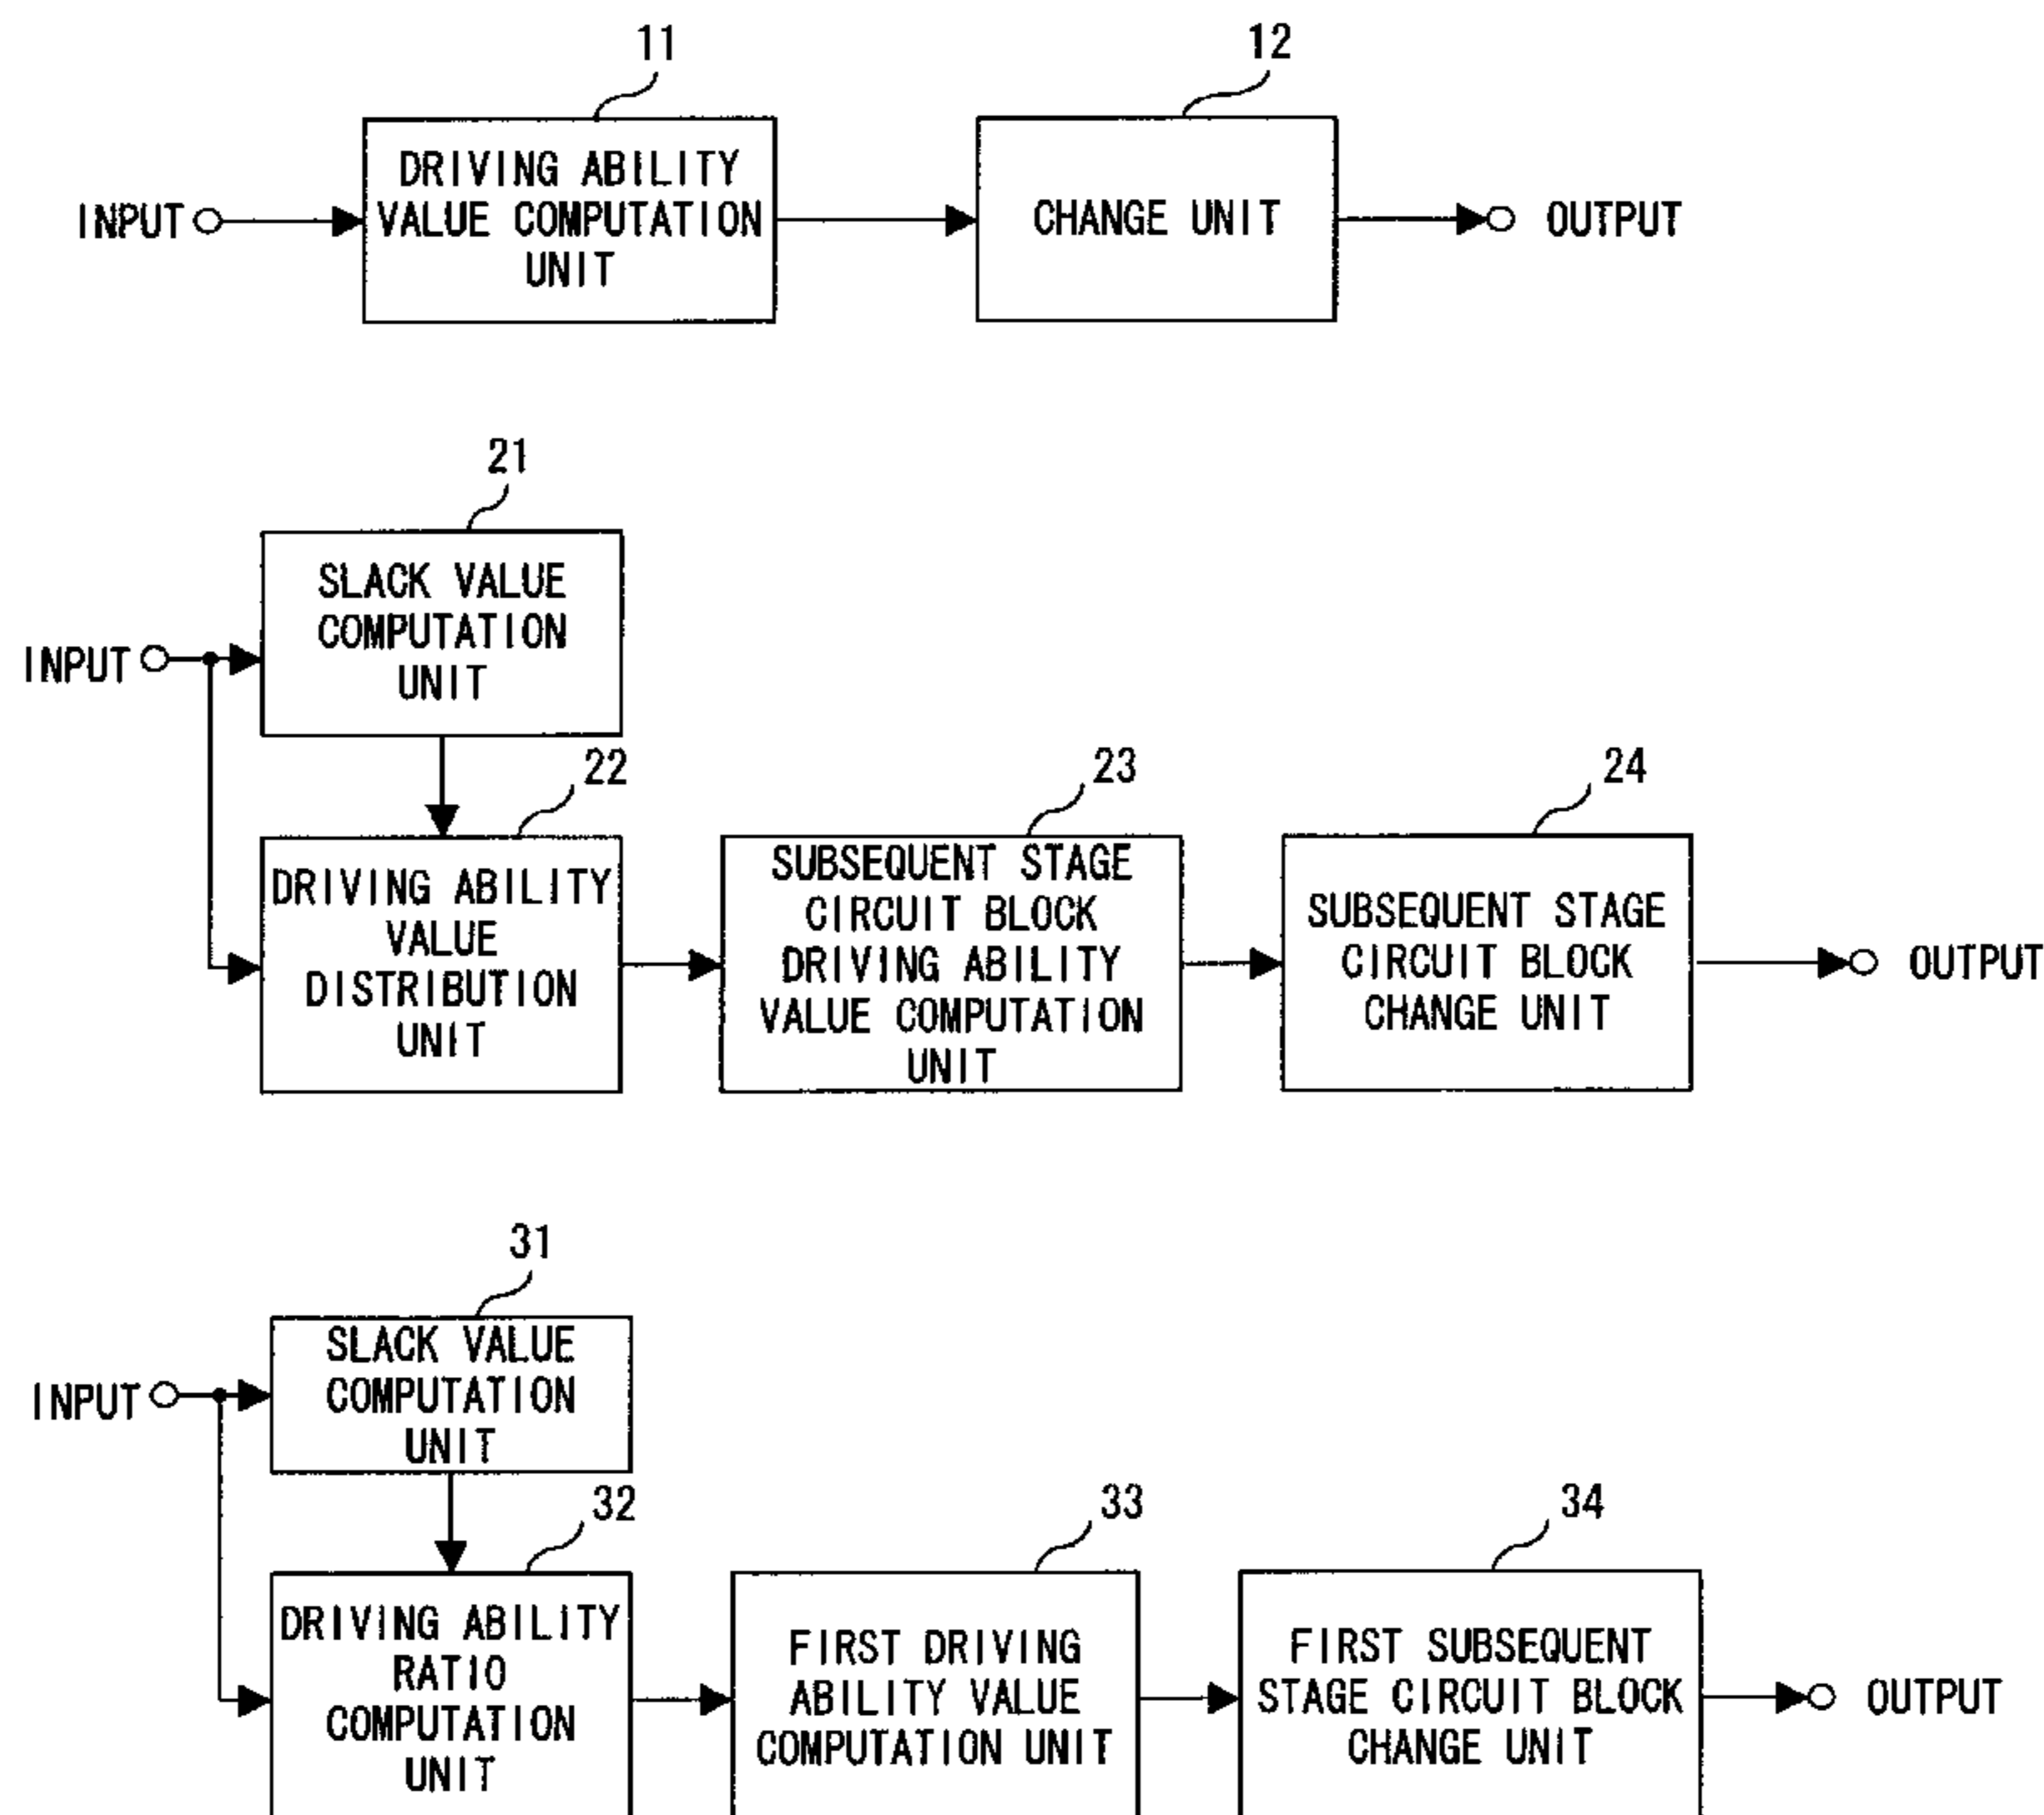 11
12
DRIVING ABILITY
VALUE COMPUTATION
UNIT
CHANGE UNIT
INPUT
OUTPUT
21
SLACK VALUE
COMPUTATION
UNIT
INPUT
22
23
24
DRIVING ABILITY
VALUE
DISTRIBUTION
UNIT
SUBSEQUENT STAGE
CIRCUIT BLOCK
DRIVING ABILITY
VALUE COMPUTATION
UNIT
SUBSEQUENT STAGE
CIRCUIT BLOCK
CHANGE UNIT
OUTPUT
31
SLACK VALUE
COMPUTATION
UNIT
INPUT
32
33
34
DRIVING ABILITY
RATIO
COMPUTATION
UNIT
FIRST DRIVING
ABILITY VALUE
COMPUTATION UNIT
FIRST SUBSEQUENT
STAGE CIRCUIT BLOCK
CHANGE UNIT
OUTPUT